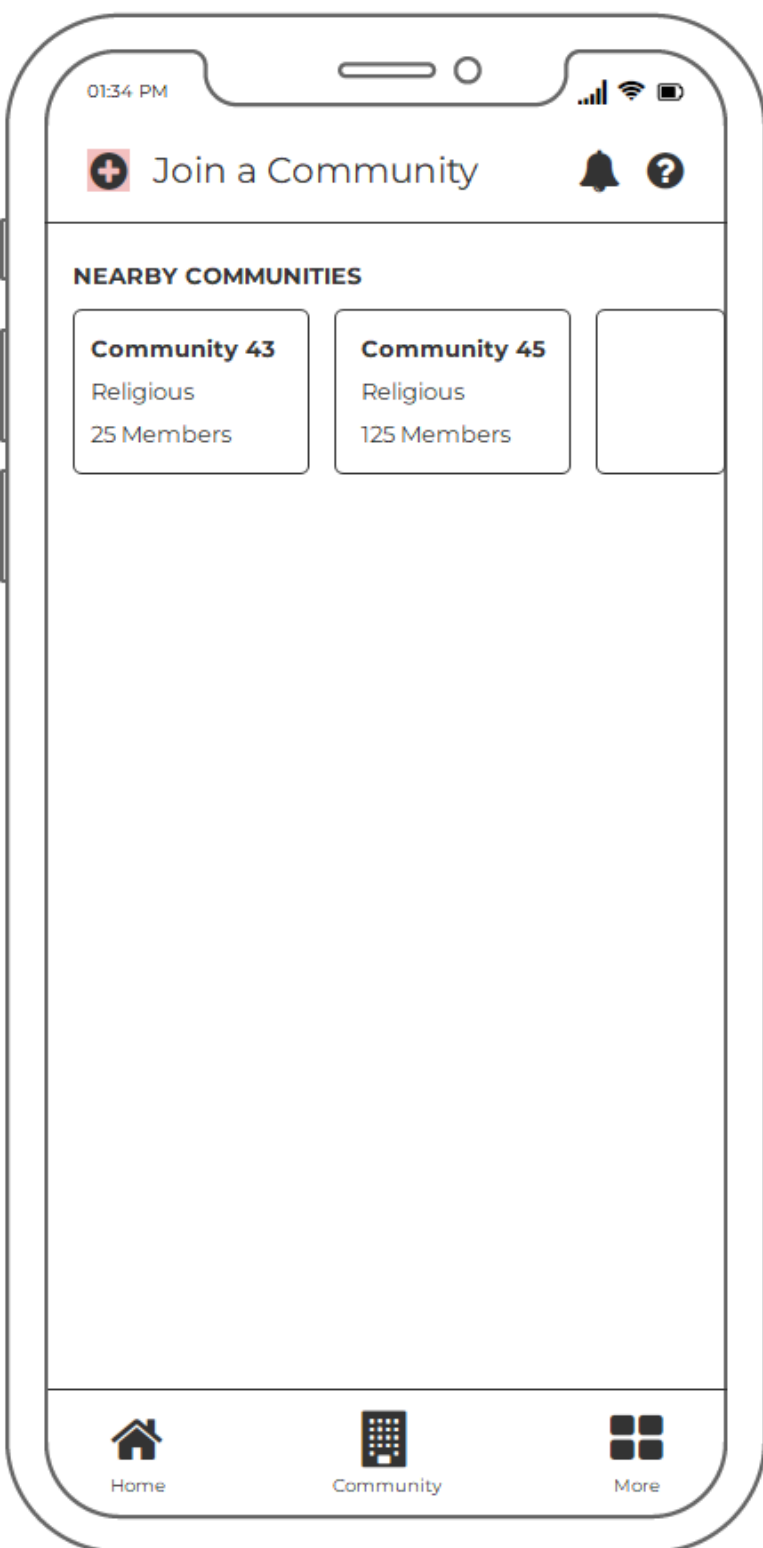 01:34 PM
Join a Community
NEARBY COMMUNITIES
Community 43
Religious
25 Members
Community 45
Religious
125 Members
Home
Community
More